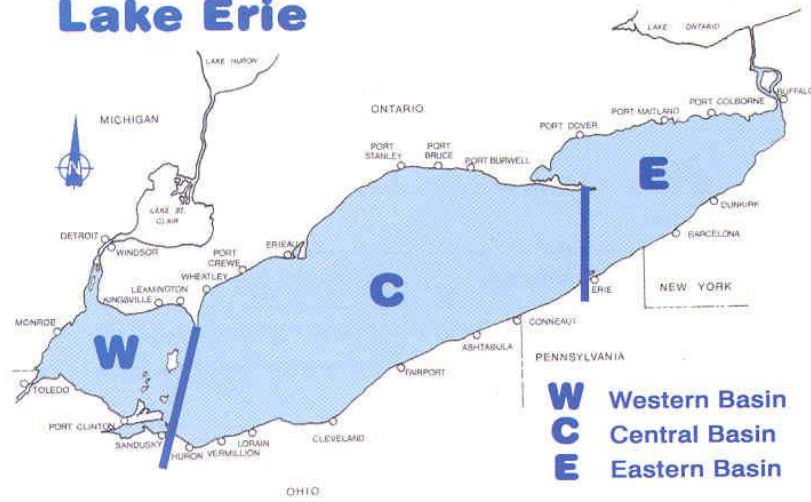 Lake Erie
LAKE HURON
LAKE ONTARIO
MICHIGAN
ONTARIO
BUFFALO
PORT COLBORNE
PORT MAITLAND
PORT DOVER
N
PORT
STANLEY
PORT
BRUCE
PORT BURWELL
E
LAKE ST.
CLAIR
DUNKIRK
DETROIT
WINDSOR
ERIEAU
BARCELONA
PORT
CREWE
WHEATLEY
C
ERIE
NEW YORK
LEAMINGTON
KINGSVILLE
MONROE
CONNEAUT
W
ASHTABULA
PENNSYLVANIA
FAIRPORT
TOLEDO
W Western Basin
PORT CLINTON
SANDUSKY
HURON
VERMILLION
LORAIN
CLEVELAND
C Central Basin
E Eastern Basin
OHIO